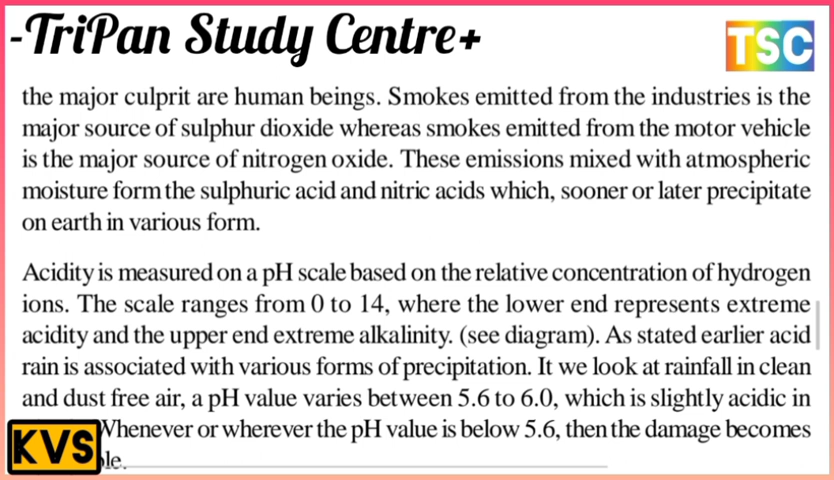 -TriPan Study Centre+
TSC
the major culprit are human beings. Smokes emitted from the industries is the
major source of sulphur dioxide whereas smokes emitted from the motor vehicle
is the major source of nitrogen oxide. These emissions mixed with atmospheric
moisture form the sulphuric acid and nitric acids which, sooner or later precipitate
on earth in various form.
Acidity is measured on a pH scale based on the relative concentration of hydrogen
ions. The scale ranges from 0 to 14, where the lower end represents extreme
acidity and the upper end extreme alkalinity. (see diagram). As stated earlier acid
rain is associated with various forms of precipitation. It we look at rainfall in clean
and dust free air, a pH value varies between 5.6 to 6.0, which is slightly acidic in
Whenever or wherever the pH value is below 5.6, then the damage becomes
KVS